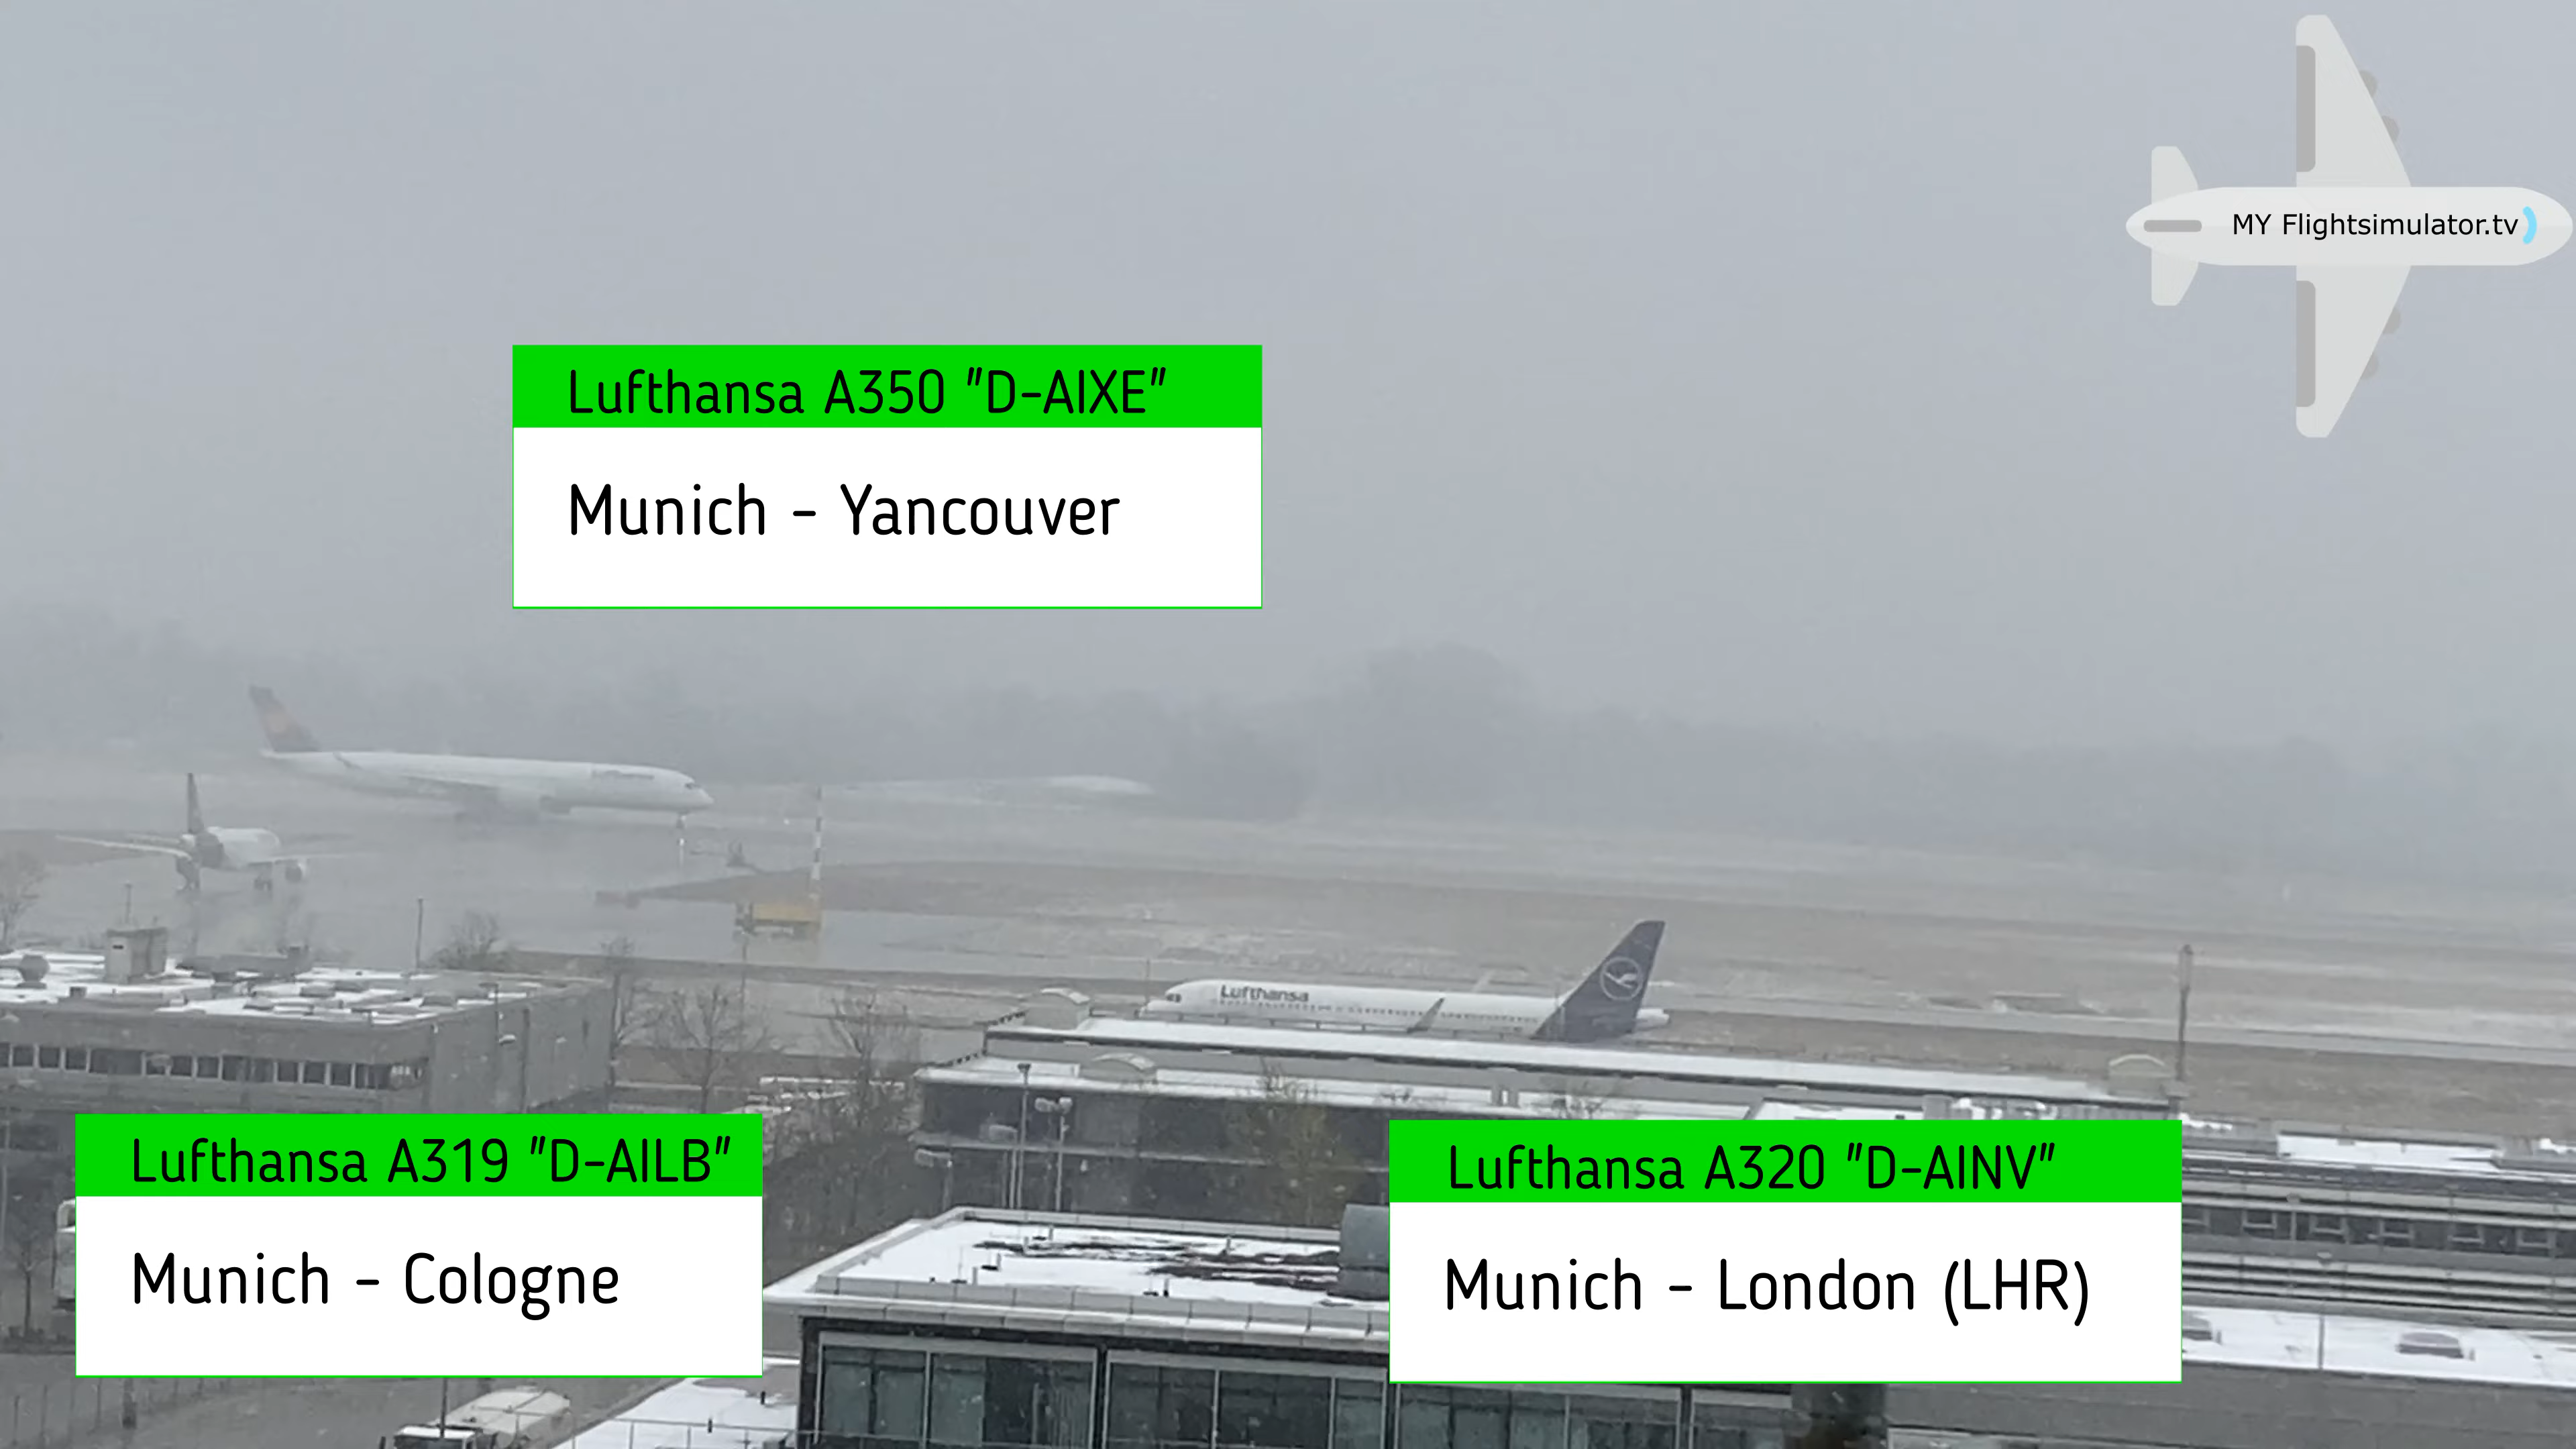 MY Flightsimulator.tv
Lufthansa A350 "D-AIXE"
Munich - Yancouver
Lufthansa
Lufthansa A319 "D-AILB"
Munich - Cologne
Lufthansa A320 "D-AINV"
Munich - London (LHR)